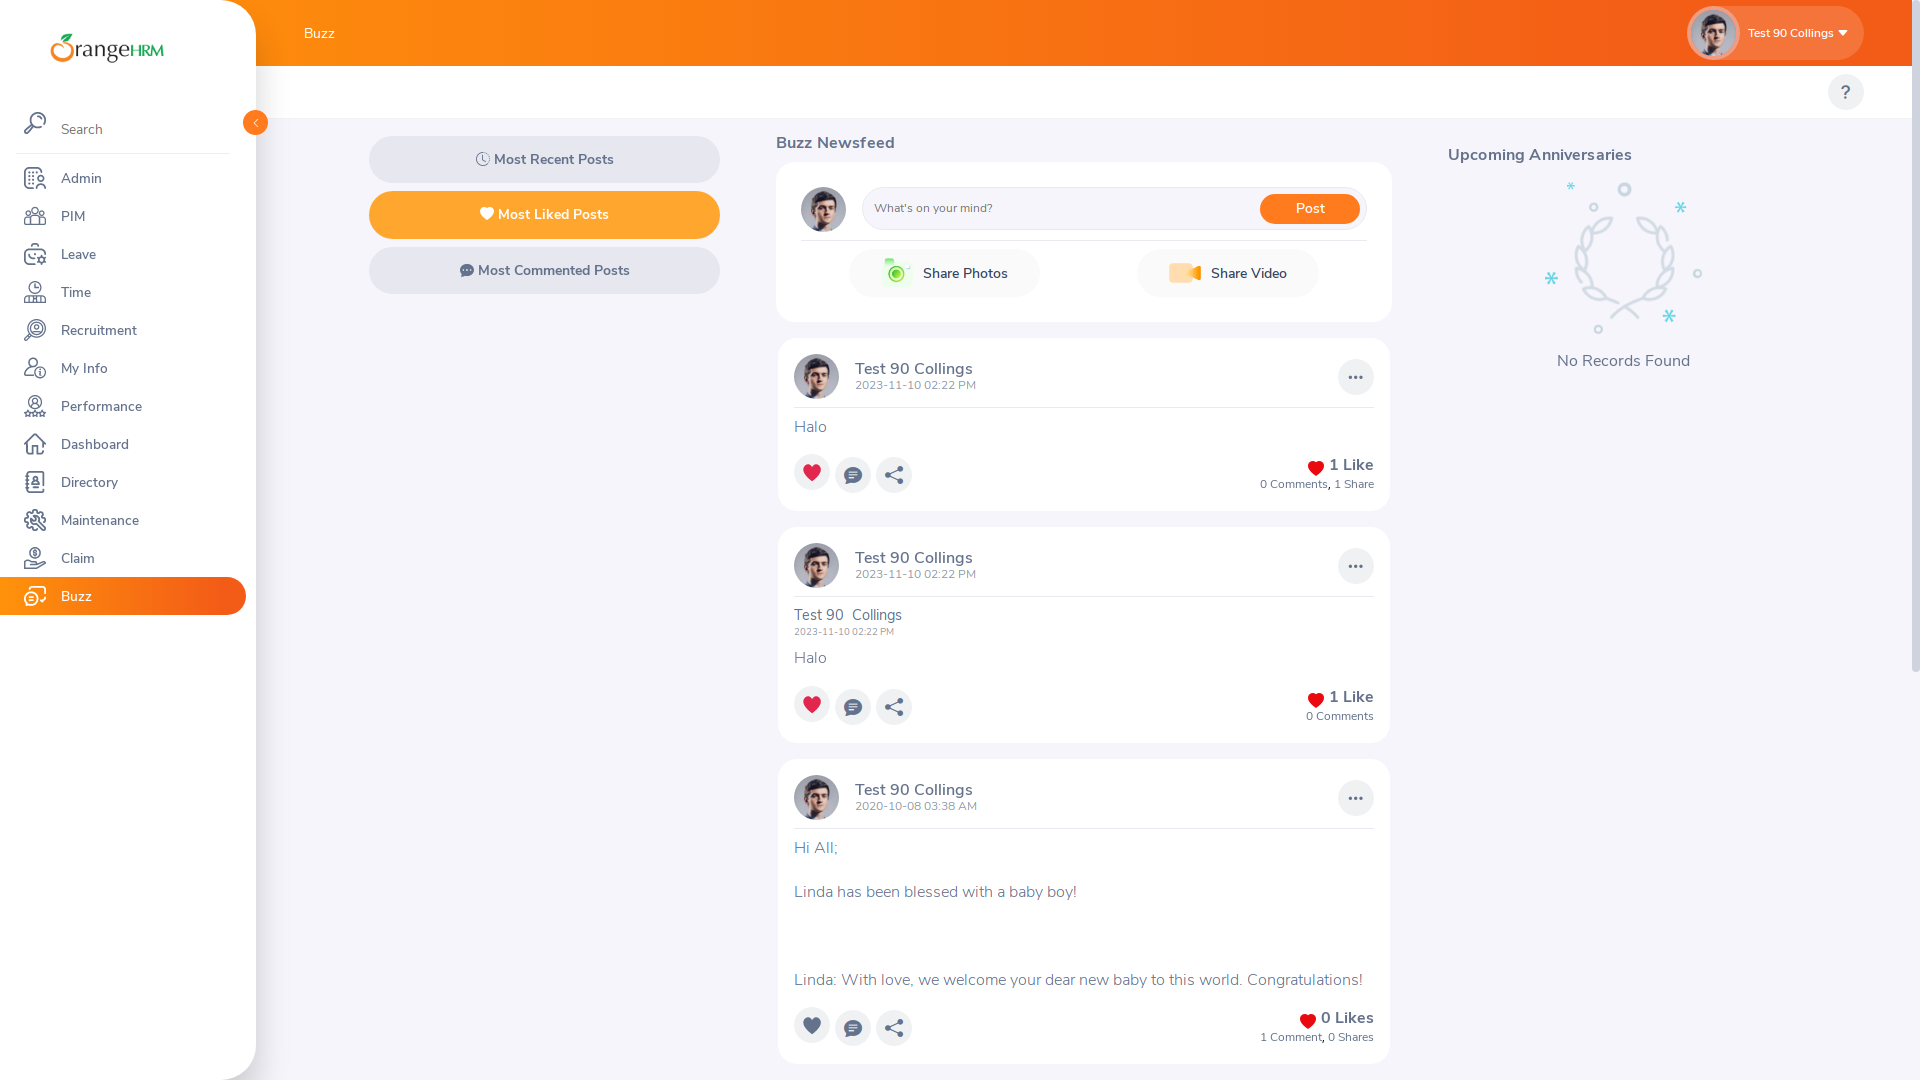 OrangeHRM
Search
Admin
PIM
Leave
Time
Recruitment
My Info
Performance
Dashboard
Directory
Maintenance
Claim
Buzz
Buzz
Test 90 Collings
?
Most Recent Posts
Most Liked Posts
Most Commented Posts
Buzz Newsfeed
What's on your mind?
Post
Share Photos
Share Video
Test 90 Collings
2023-11-10 02:22 PM
Halo
1 Like
0 Comments, 1 Share
Test 90 Collings
2023-11-10 02:22 PM
Test 90  Collings
2023-11-10 02:22 PM
Halo
1 Like
0 Comments
Test 90 Collings
2020-10-08 03:38 AM
Hi All;
Linda has been blessed with a baby boy!
Linda: With love, we welcome your dear new baby to this world. Congratulations!
0 Likes
1 Comment, 0 Shares
Upcoming Anniversaries
No Records Found